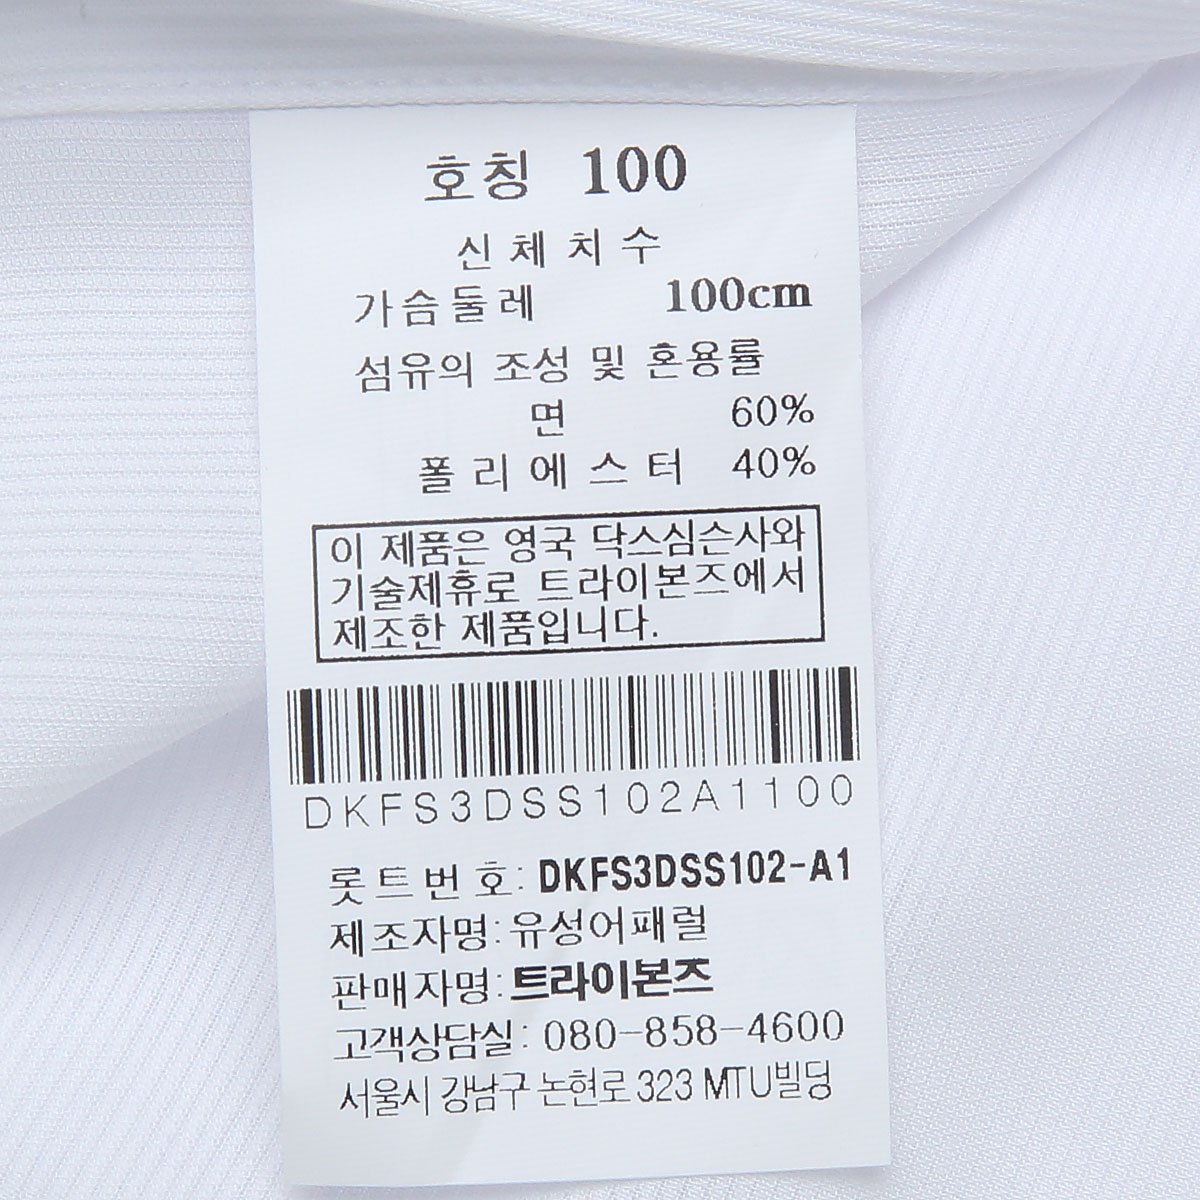 호칭 100
신체치수
가슴둘레 100cm
섬유의 조성 및 혼용률
면 60%
폴리에스터 40%
이 제품은 영국 닥스심슨사와
기술제휴로 트라이본즈에서
제조한 제품입니다.
DKFS3DSS102A1100
롯트번호: DKFS3DSS102-A1
제조자명: 유성어패럴
판매자명: 트라이본즈
고객상담실: 080-858-4600
서울시 강남구 논현로 323 MTU빌딩